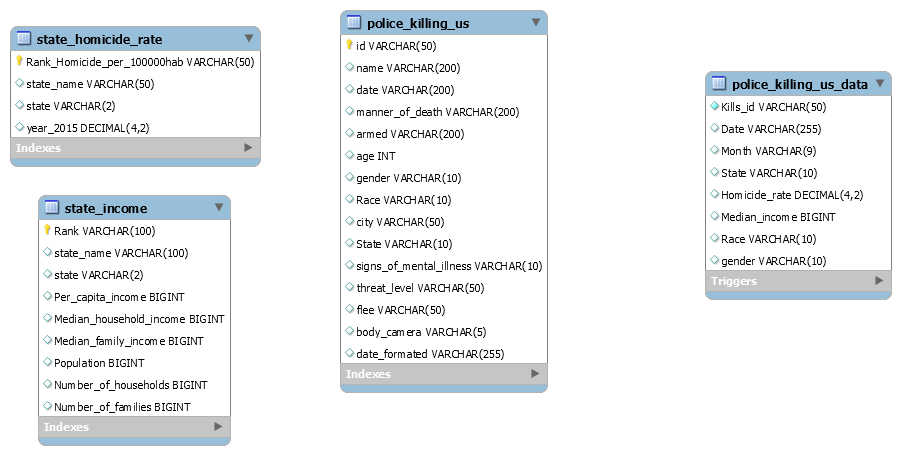 state_homicide_rate
Rank_Homicide_per_100000hab VARCHAR(50)
state_name VARCHAR(50)
state VARCHAR(2)
year_2015 DECIMAL(4,2)
Indexes
state_income
Rank VARCHAR(100)
state_name VARCHAR(100)
state VARCHAR(2)
Per_capita_income BIGINT
Median_household_income BIGINT
Median_family_income BIGINT
Population BIGINT
Number_of_households BIGINT
Number_of_families BIGINT
Indexes
police_killing_us
id VARCHAR(50)
name VARCHAR(200)
date VARCHAR(200)
manner_of_death VARCHAR(200)
armed VARCHAR(200)
age INT
gender VARCHAR(10)
Race VARCHAR(10)
city VARCHAR(50)
State VARCHAR(10)
signs_of_mental_illness VARCHAR(10)
threat_level VARCHAR(50)
flee VARCHAR(50)
body_camera VARCHAR(5)
date_formated VARCHAR(255)
Indexes
police_killing_us_data
Kills_id VARCHAR(50)
Date VARCHAR(255)
Month VARCHAR(9)
State VARCHAR(10)
Homicide_rate DECIMAL(4,2)
Median_income BIGINT
Race VARCHAR(10)
gender VARCHAR(10)
Triggers